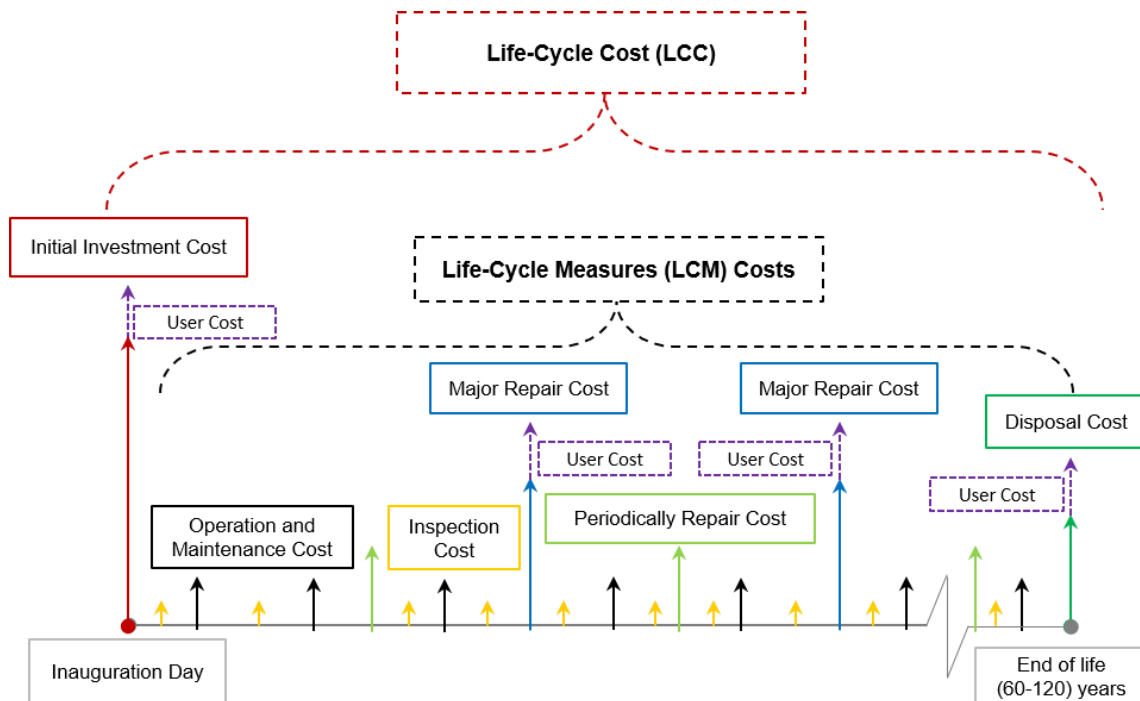 Life-Cycle Cost (LCC)
Initial Investment Cost
Life-Cycle Measures (LCM) Costs
User Cost
Major Repair Cost
Major Repair Cost
Disposal Cost
User Cost
User Cost
User Cost
Operation and
Maintenance Cost
Inspection
Cost
Periodically Repair Cost
Inauguration Day
End of life
(60-120) years